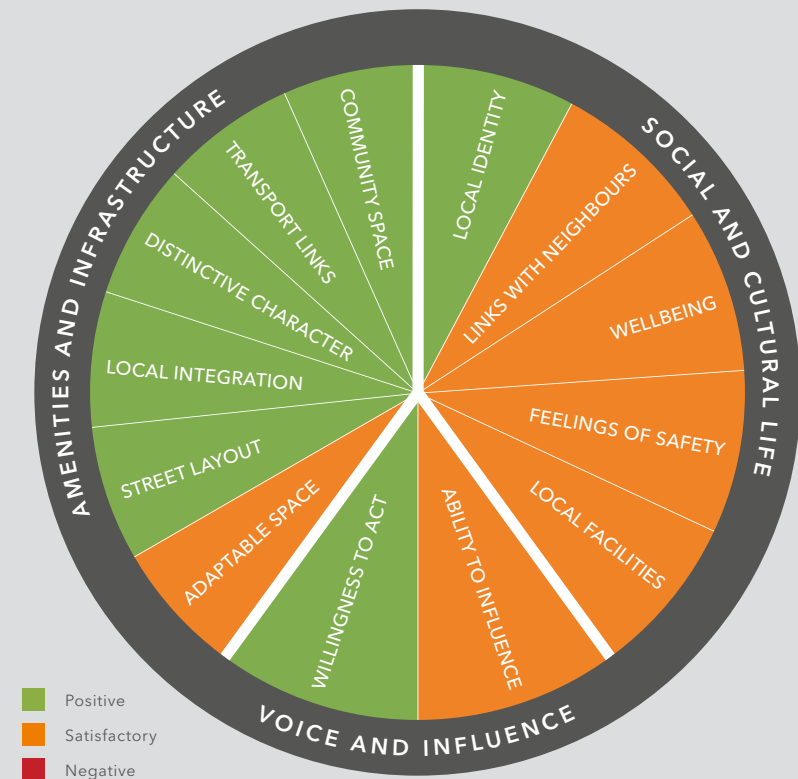 AMENITIES AND INFRASTRUCTURE
COMMUNITY SPACE
TRANSPORT LINKS
DISTINCTIVE CHARACTER
LOCAL INTEGRATION
STREET LAYOUT
ADAPTABLE SPACE
SOCIAL AND CULTURAL LIFE
LOCAL IDENTITY
LINKS WITH NEIGHBOURS
WELLBEING
FEELINGS OF SAFETY
LOCAL FACILITIES
WILLINGNESS TO ACT
ABILITY TO INFLUENCE
VOICE AND INFLUENCE
Positive
Satisfactory
Negative